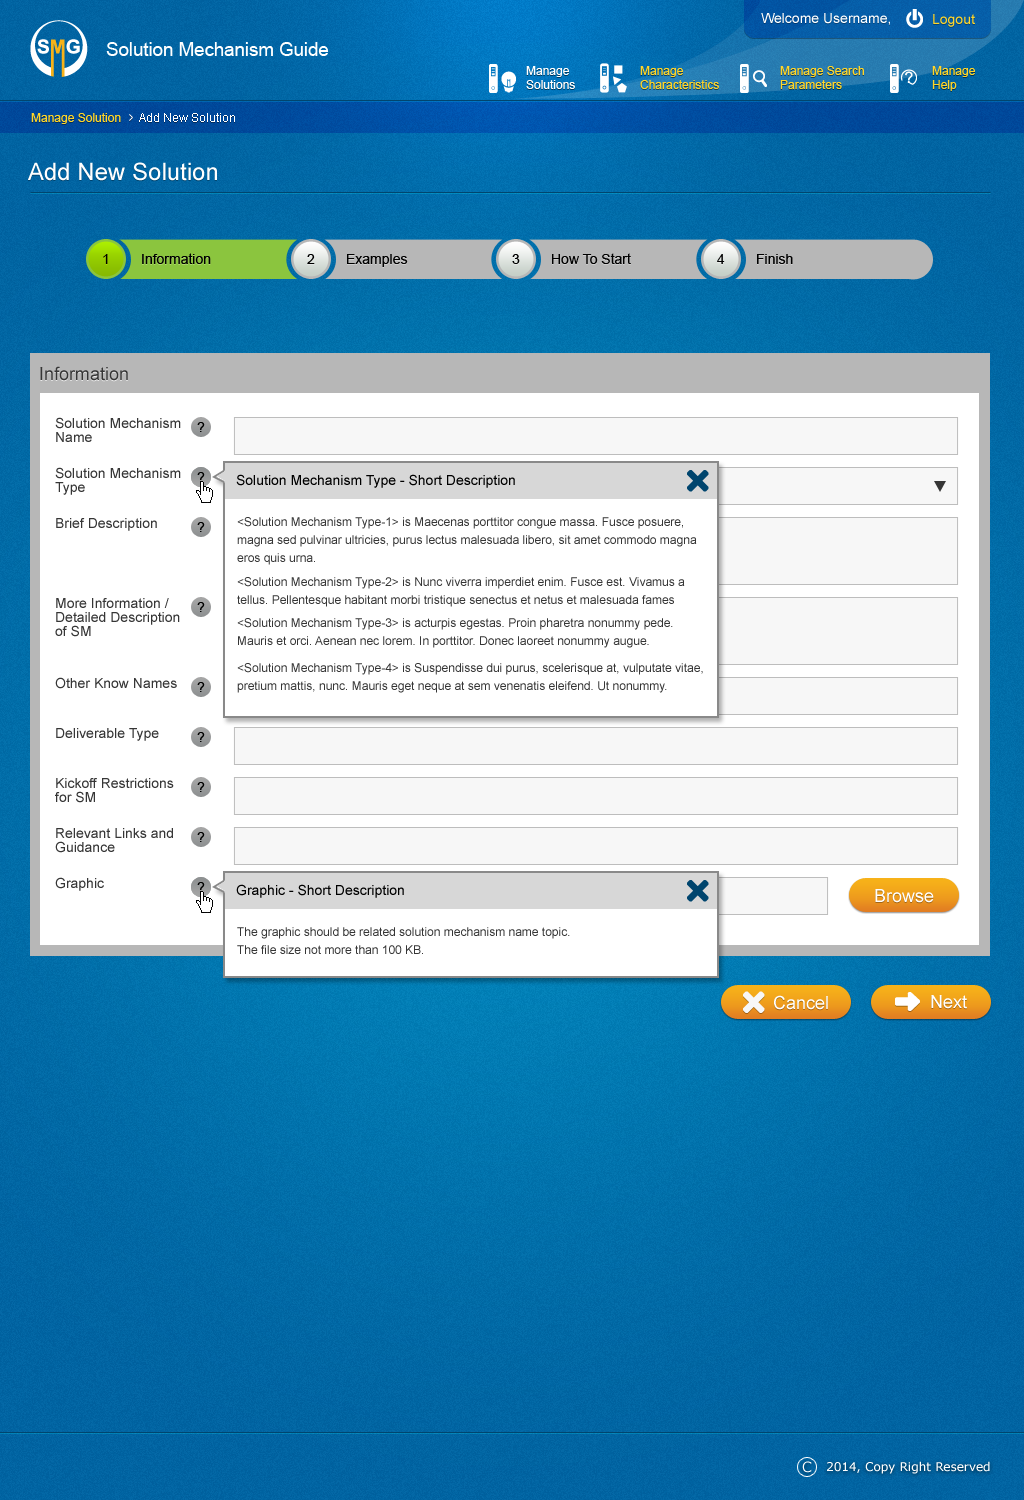 Welcome Username,
Logout
SMG
Solution Mechanism Guide
Manage
Solutions
Manage
Characteristics
Manage Search
Parameters
Manage
Help
Manage Solution > Add New Solution
Add New Solution
1 Information
2 Examples
3 How To Start
4 Finish
Information
Solution Mechanism
Name
?
Solution Mechanism
Type
?
Solution Mechanism Type - Short Description
<Solution Mechanism Type-1> is Maecenas porttitor congue massa. Fusce posuere,
magna sed pulvinar ultricies, purus lectus malesuada libero, sit amet commodo magna
eros quis urna.
<Solution Mechanism Type-2> is Nunc viverra imperdiet enim. Fusce est. Vivamus a
tellus. Pellentesque habitant morbi tristique senectus et netus et malesuada fames
<Solution Mechanism Type-3> is acturpis egestas. Proin pharetra nonummy pede.
Mauris et orci. Aenean nec lorem. In porttitor. Donec laoreet nonummy augue.
<Solution Mechanism Type-4> is Suspendisse dui purus, scelerisque at, vulputate vitae,
pretium mattis, nunc. Mauris eget neque at sem venenatis eleifend. Ut nonummy.
Brief Description
?
More Information /
Detailed Description
of SM
?
Other Know Names
?
Deliverable Type
?
Kickoff Restrictions
for SM
?
Relevant Links and
Guidance
?
Graphic
?
Graphic - Short Description
The graphic should be related solution mechanism name topic.
The file size not more than 100 KB.
Browse
Cancel
Next
© 2014, Copy Right Reserved